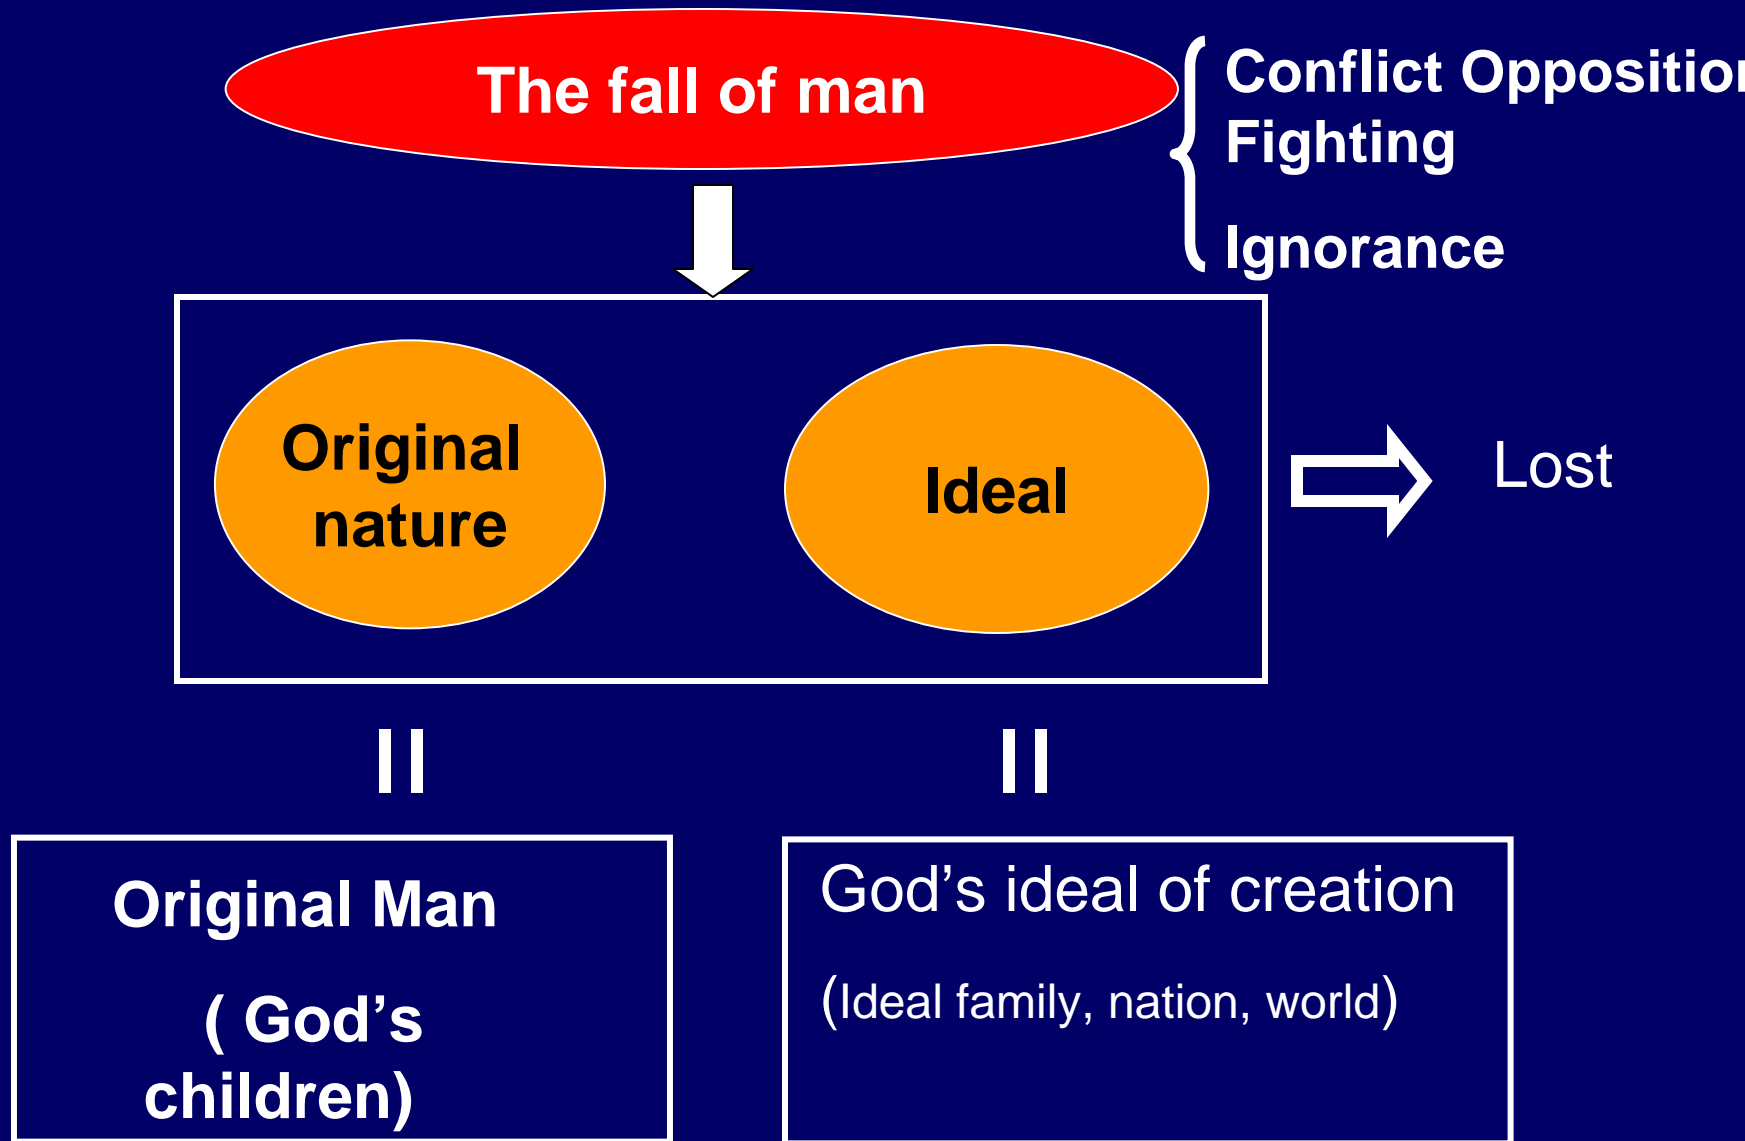 The fall of man
Conflict Opposition
Fighting
Ignorance
Original
nature
Ideal
Lost
Original Man
( God’s
children)
God’s ideal of creation
(Ideal family, nation, world)